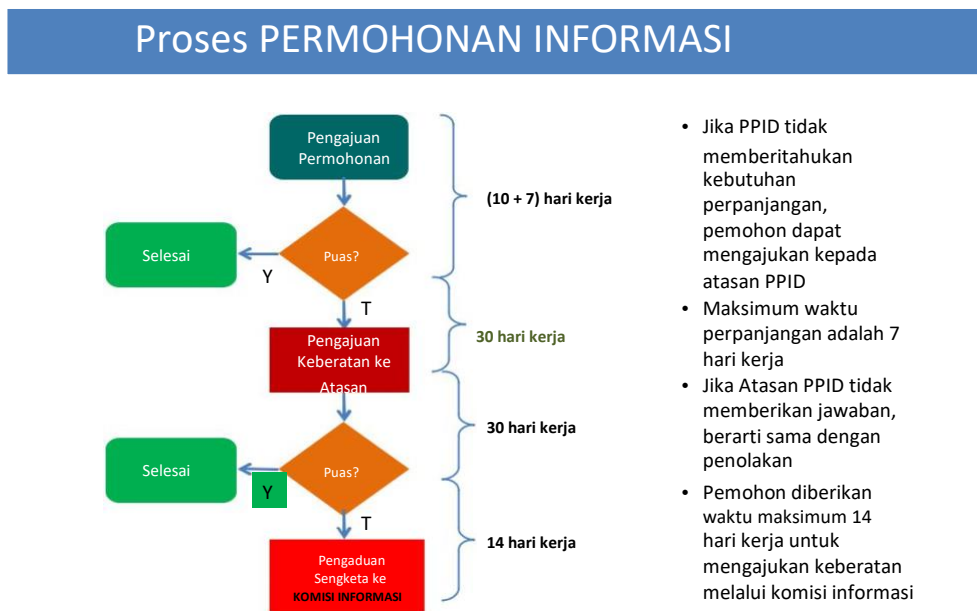 Proses PERMOHONAN INFORMASI
Pengajuan
Permohonan
(10 + 7) hari kerja
Selesai
Puas?
Y
T
30 hari kerja
Pengajuan
Keberatan ke
Atasan
30 hari kerja
Selesai
Puas?
Y
T
14 hari kerja
Pengaduan
Sengketa ke
KOMISI INFORMASI
• Jika PPID tidak
memberitahukan
kebutuhan
perpanjangan,
pemohon dapat
mengajukan kepada
atasan PPID
• Maksimum waktu
perpanjangan adalah 7
hari kerja
• Jika Atasan PPID tidak
memberikan jawaban,
berarti sama dengan
penolakan
• Pemohon diberikan
waktu maksimum 14
hari kerja untuk
mengajukan keberatan
melalui komisi informasi